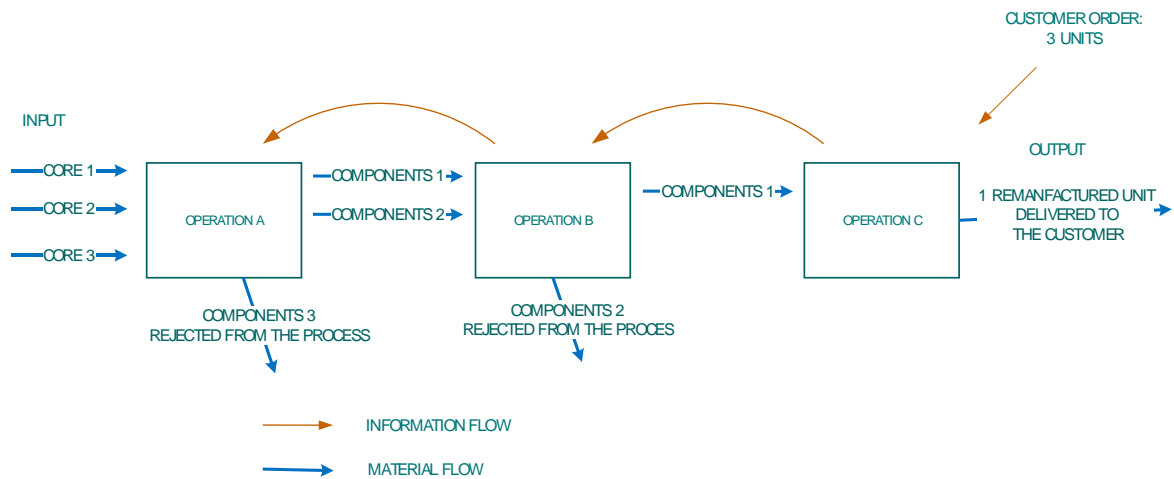 CUSTOMER ORDER:
3 UNITS
INPUT
OUTPUT
CORE 1
CORE 2
CORE 3
OPERATION A
COMPONENTS 1
COMPONENTS 2
OPERATION B
COMPONENTS 1
OPERATION C
1 REMANFACTURED UNIT
DELIVERED TO
THE CUSTOMER
COMPONENTS 3
REJECTED FROM THE PROCESS
COMPONENTS 2
REJECTED FROM THE PROCES
INFORMATION FLOW
MATERIAL FLOW